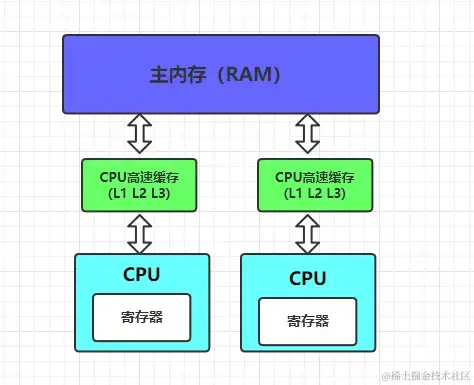 主内存（RAM）
CPU高速缓存
(L1 L2 L3)
CPU高速缓存
(L1 L2 L3)
CPU
寄存器
CPU
寄存器
@稀土掘金技术社区